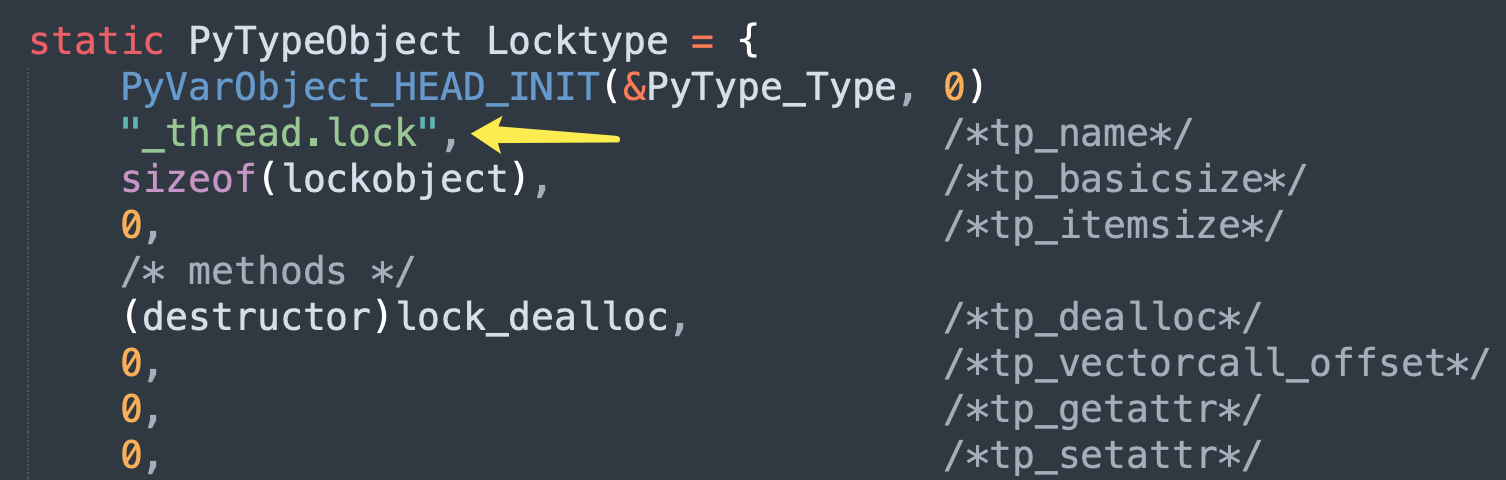 static PyTypeObject Locktype = {
    PyVarObject_HEAD_INIT(&PyType_Type, 0)
    "_thread.lock",                      /*tp_name*/
    sizeof(lockobject),                  /*tp_basicsize*/
    0,                                   /*tp_itemsize*/
    /* methods */
    (destructor)lock_dealloc,            /*tp_dealloc*/
    0,                                   /*tp_vectorcall_offset*/
    0,                                   /*tp_getattr*/
    0,                                   /*tp_setattr*/